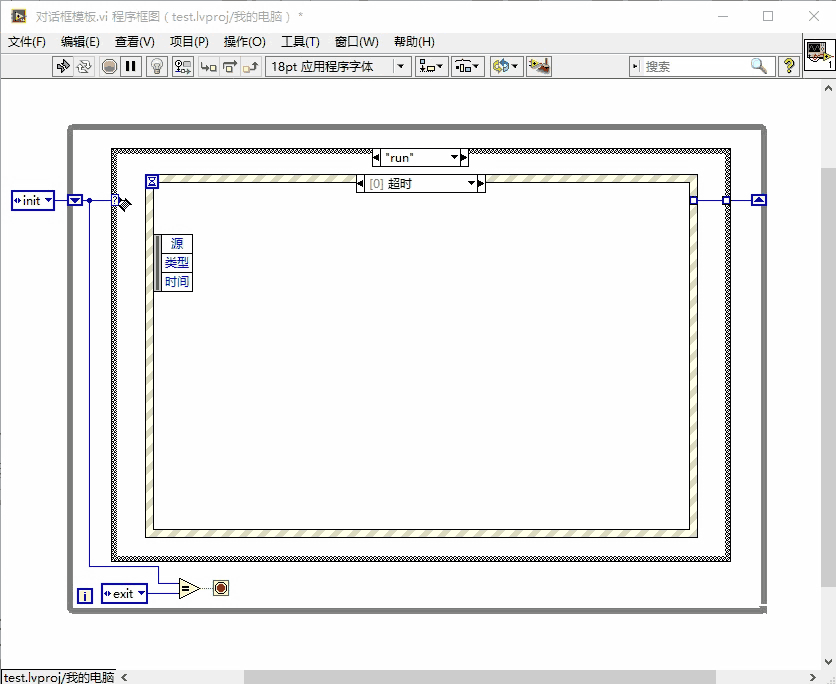 对话框模板.vi 程序框图（test.lvproj/我的电脑） *
文件(F) 编辑(E) 查看(V) 项目(P) 操作(O) 工具(T) 窗口(W) 帮助(H)
18pt 应用程序字体 搜索 ? 1
"run"
[0] 超时
init ?
源
类型
时间
i exit =
test.lvproj/我的电脑